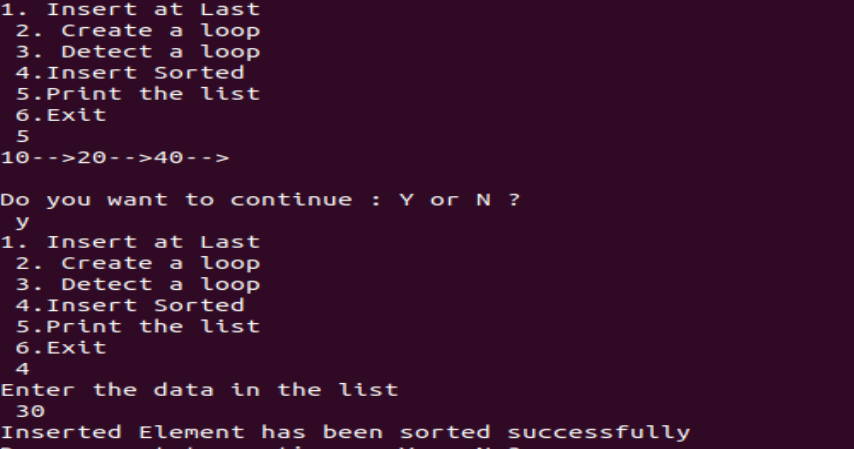 1. Insert at Last
2. Create a loop
3. Detect a loop
4.Insert Sorted
5.Print the list
6.Exit
5
10-->20-->40-->
Do you want to continue : Y or N ?
y
1. Insert at Last
2. Create a loop
3. Detect a loop
4.Insert Sorted
5.Print the list
6.Exit
4
Enter the data in the list
30
Inserted Element has been sorted successfully